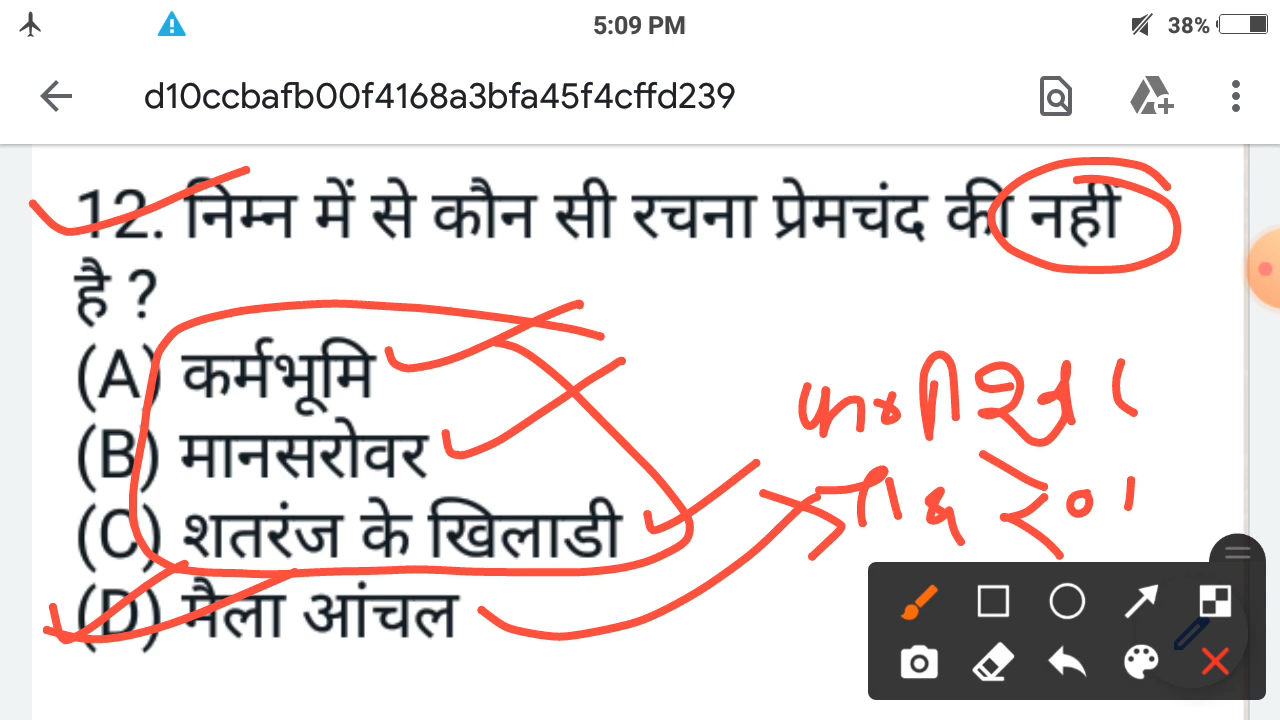 5:09 PM
38%
d10ccbafb00f4168a3bfa45f4cffd239
12. निम्न में से कौन सी रचना प्रेमचंद की नहीं
है ?
(A) कर्मभूमि
(B) मानसरोवर
(C) शतरंज के खिलाडी
(D) मैला आंचल